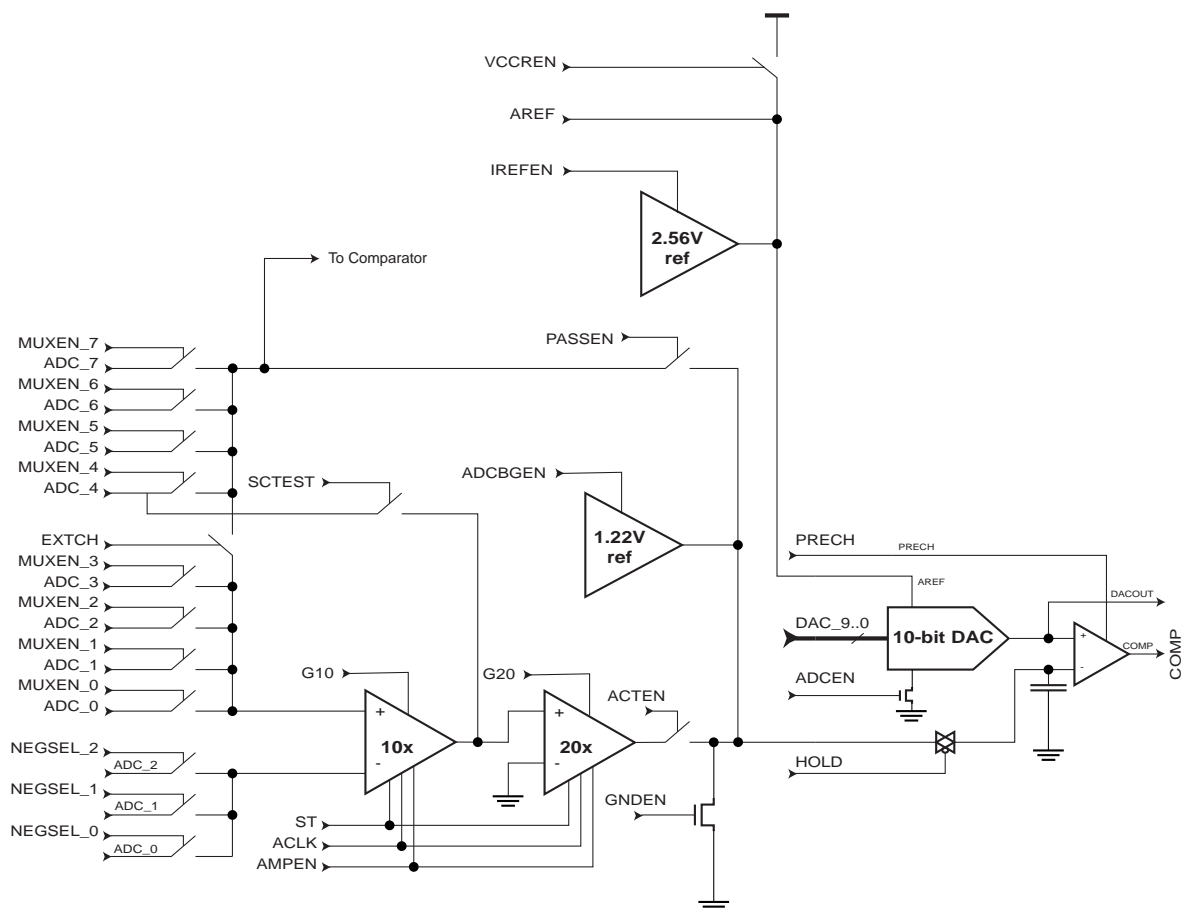 VCCREN
AREF
IREFEN
2.56V
ref
To Comparator
PASSEN
MUXEN_7
ADC_7
MUXEN_6
ADC_6
MUXEN_5
ADC_5
MUXEN_4
ADC_4
SCTEST
ADCBGEN
1.22V
ref
EXTCH
MUXEN_3
ADC_3
MUXEN_2
ADC_2
MUXEN_1
ADC_1
MUXEN_0
ADC_0
PRECH
PRECH
AREF
DACOUT
DAC_9..0
10-bit DAC
+
-
COMP
COMP
ADCEN
G10
G20
ACTEN
+
10x
-
+
20x
-
NEGSEL_2
ADC_2
NEGSEL_1
ADC_1
NEGSEL_0
ADC_0
HOLD
GNDEN
ST
ACLK
AMPEN